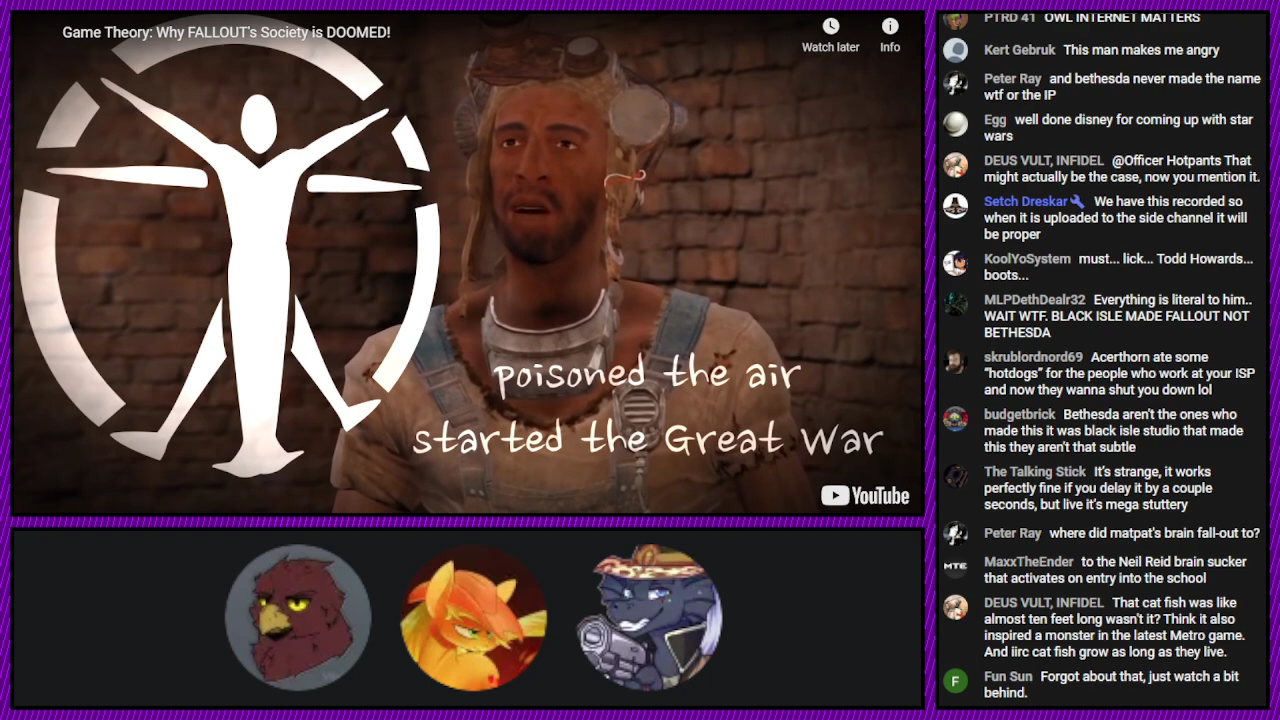 Game Theory: Why FALLOUT's Society is DOOMED!
Watch later
Info
poisoned the air
started the Great War
YouTube
PTRD 41 OWL INTERNET MATTERS
Kert Gebruk This man makes me angry
Peter Ray and bethesda never made the name
wtf or the IP
Egg well done disney for coming up with star
wars
DEUS VULT, INFIDEL @Officer Hotpants That
might actually be the case, now you mention it.
Setch Dreskar We have this recorded so
when it is uploaded to the side channel it will
be proper
KoolYoSystem must... lick... Todd Howards...
boots...
MLPDethDealr32 Everything is literal to him..
WAIT WTF. BLACK ISLE MADE FALLOUT NOT
BETHESDA
skrublordnord69 Acerthorn ate some
“hotdogs” for the people who work at your ISP
and now they wanna shut you down lol
budgetbrick Bethesda aren't the ones who
made this it was black isle studio that made
this they aren't that subtle
The Talking Stick It’s strange, it works
perfectly fine if you delay it by a couple
seconds, but live it’s mega stuttery
Peter Ray where did matpat's brain fall-out to?
MTE
MaxxTheEnder to the Neil Reid brain sucker
that activates on entry into the school
DEUS VULT, INFIDEL That cat fish was like
almost ten feet long wasn't it? Think it also
inspired a monster in the latest Metro game.
And iirc cat fish grow as long as they live.
F
Fun Sun Forgot about that, just watch a bit
behind.